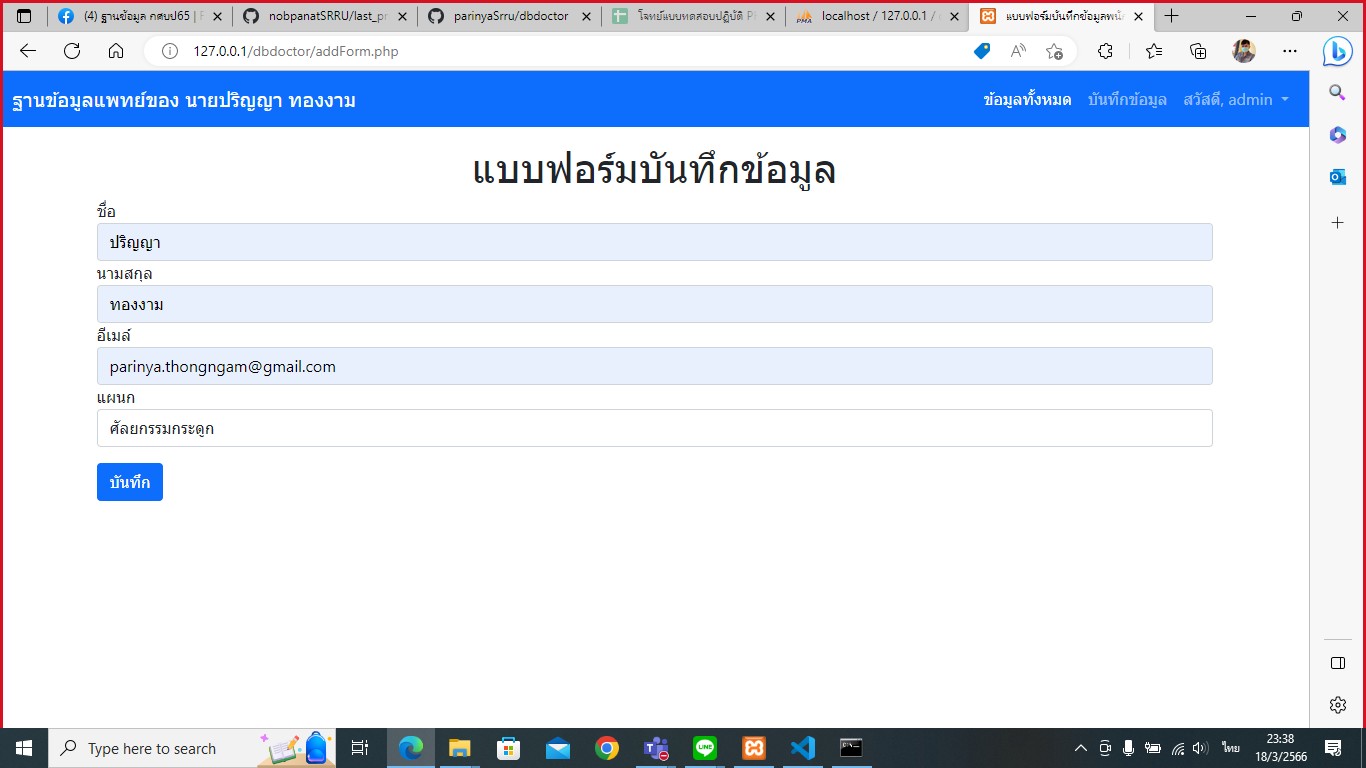 (4) ฐานข้อมูล กศบป65 | F
nobpanatSRRU/last_pr
parinyaSrru/dbdoctor
โจทย์แบบทดสอบปฏิบัติ Pl
localhost / 127.0.0.1 /
แบบฟอร์มบันทึกข้อมูลพนัก
127.0.0.1/dbdoctor/addForm.php
ฐานข้อมูลแพทย์ของ นายปริญญา ทองงาม
ข้อมูลทั้งหมด บันทึกข้อมูล สวัสดี, admin
แบบฟอร์มบันทึกข้อมูล
ชื่อ
ปริญญา
นามสกุล
ทองงาม
อีเมล์
parinya.thongngam@gmail.com
แผนก
ศัลยกรรมกระดูก
บันทึก
Type here to search
ไทย
23:38
18/3/2566